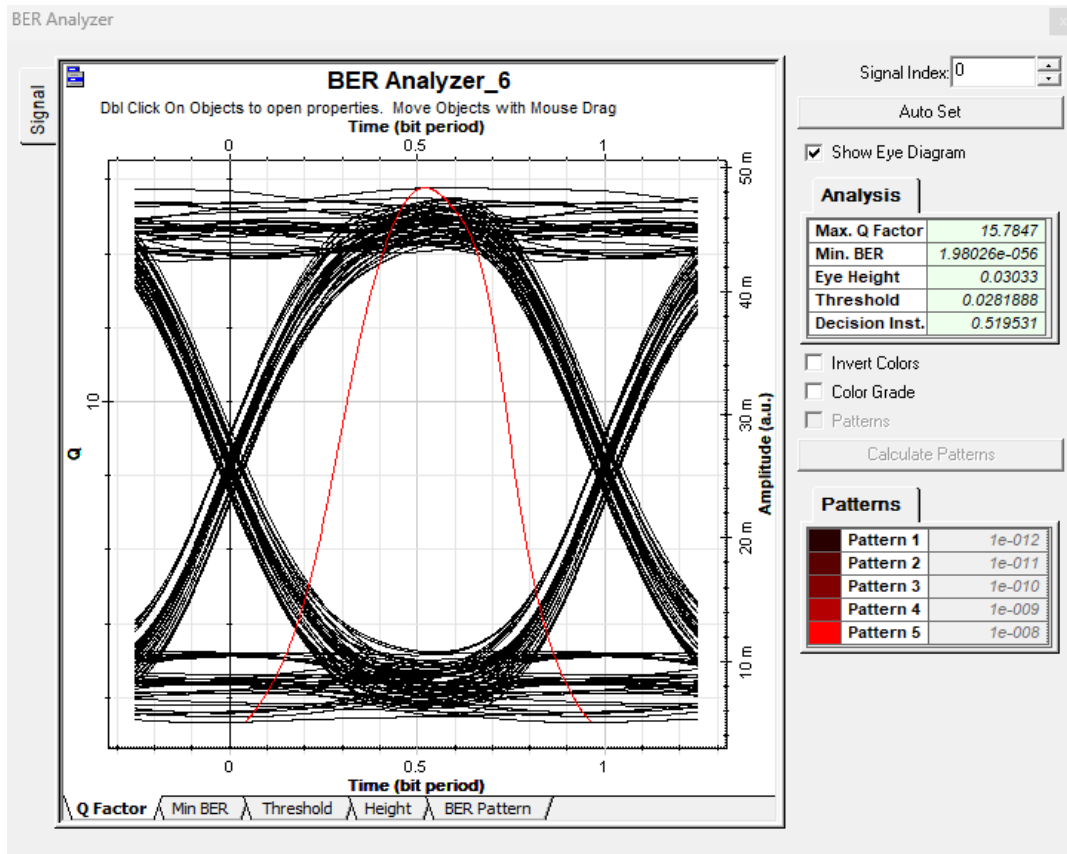 BER Analyzer
x
Signal
BER Analyzer_6
Dbl Click On Objects to open properties. Move Objects with Mouse Drag
Time (bit period)
0 0.5 1
Q
10
50 m
40 m
30 m
20 m
10 m
Amplitude (a.u.)
0 0.5 1
Time (bit period)
Q Factor Min BER Threshold Height BER Pattern
Signal Index: 0
Auto Set
Show Eye Diagram
Analysis
Max. Q Factor 15.7847
Min. BER 1.98026e-056
Eye Height 0.03033
Threshold 0.0281888
Decision Inst. 0.519531
Invert Colors
Color Grade
Patterns
Calculate Patterns
Patterns
Pattern 1 1e-012
Pattern 2 1e-011
Pattern 3 1e-010
Pattern 4 1e-009
Pattern 5 1e-008